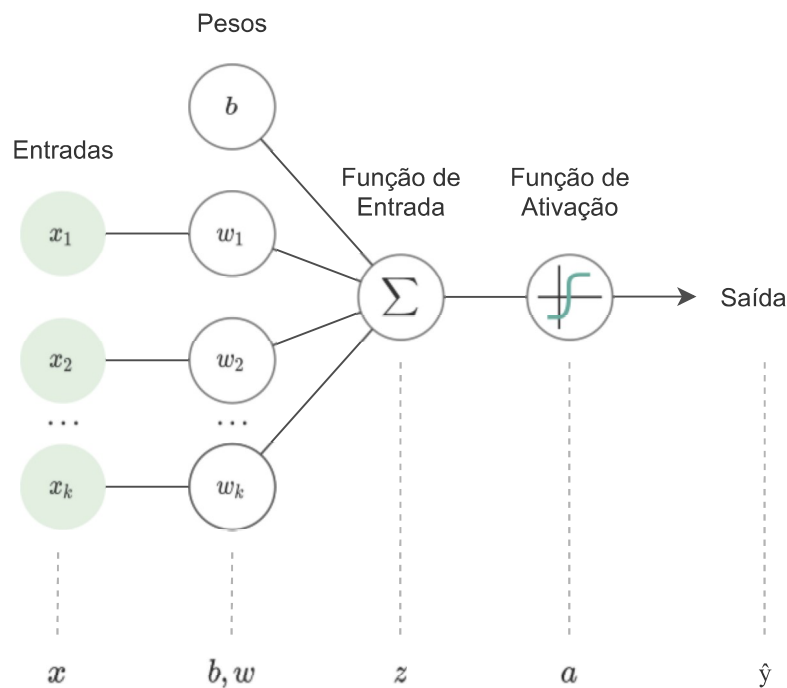 Pesos
b
Entradas
x₁
w₁
Função de
Entrada
Função de
Ativação
∑
Saída
x₂
w₂
... ...
xₖ
wₖ
x
b, w
z
a
ŷ